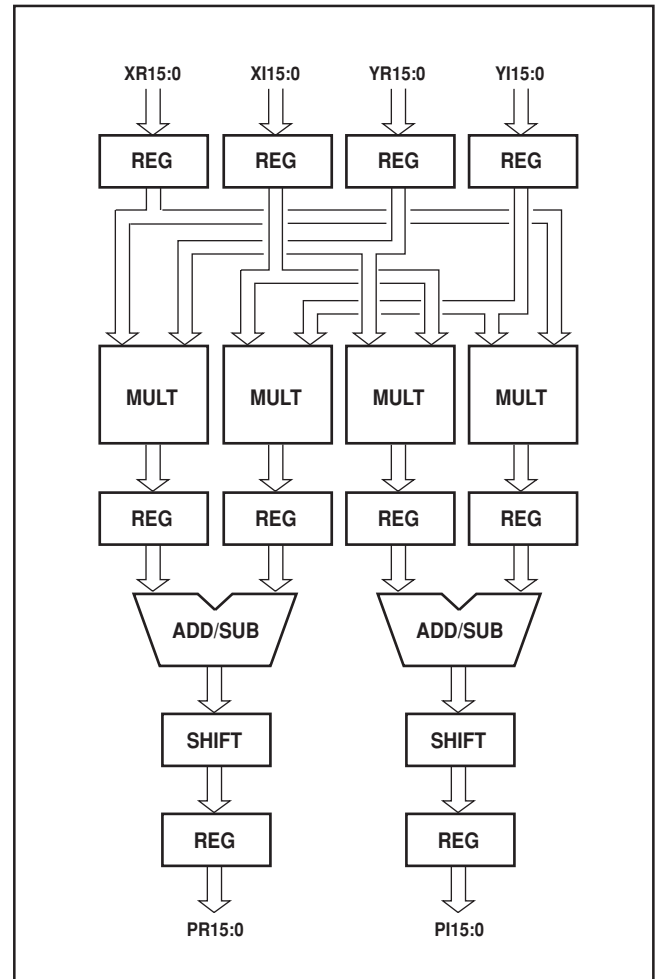 XR15:0 XI15:0 YR15:0 YI15:0
REG REG REG REG
MULT MULT MULT MULT
REG REG REG REG
ADD/SUB ADD/SUB
SHIFT SHIFT
REG REG
PR15:0 PI15:0